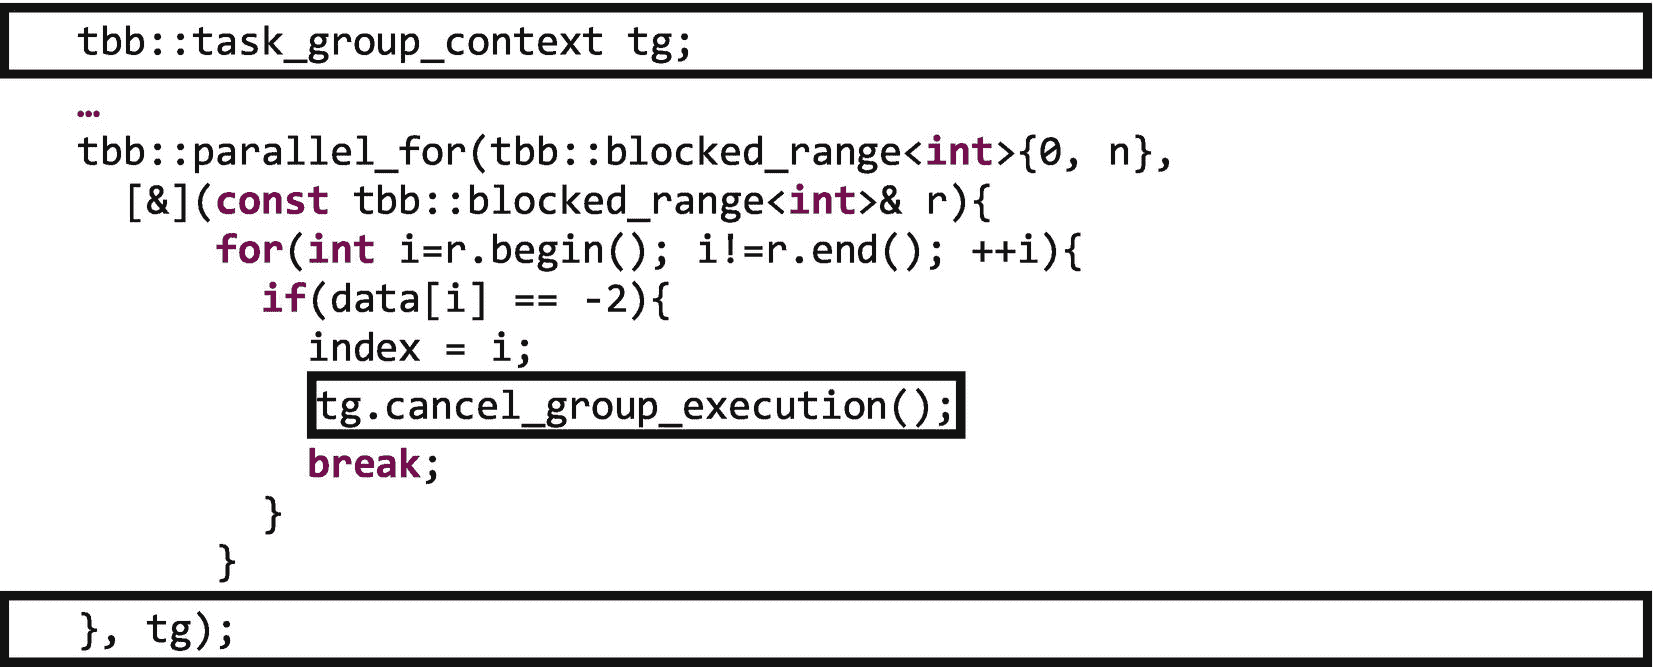 tbb::task_group_context tg;
…
tbb::parallel_for(tbb::blocked_range<int>{0, n},
  [&](const tbb::blocked_range<int>& r){
      for(int i=r.begin(); i!=r.end(); ++i){
        if(data[i] == -2){
          index = i;
          tg.cancel_group_execution();
          break;
        }
      }
}, tg);